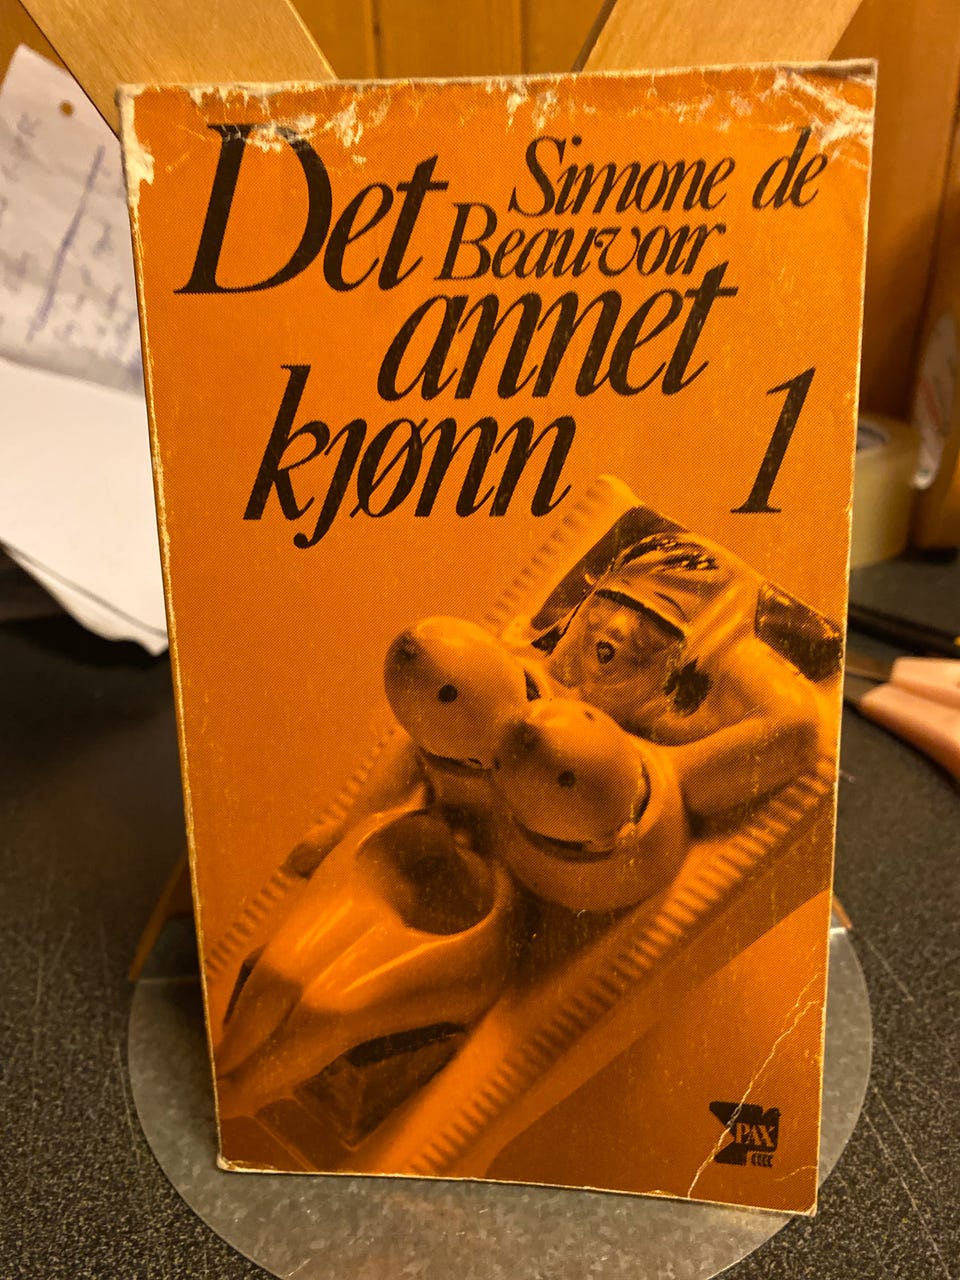 Det
Simone de
Beauvoir
annet
kjønn 1
PAX